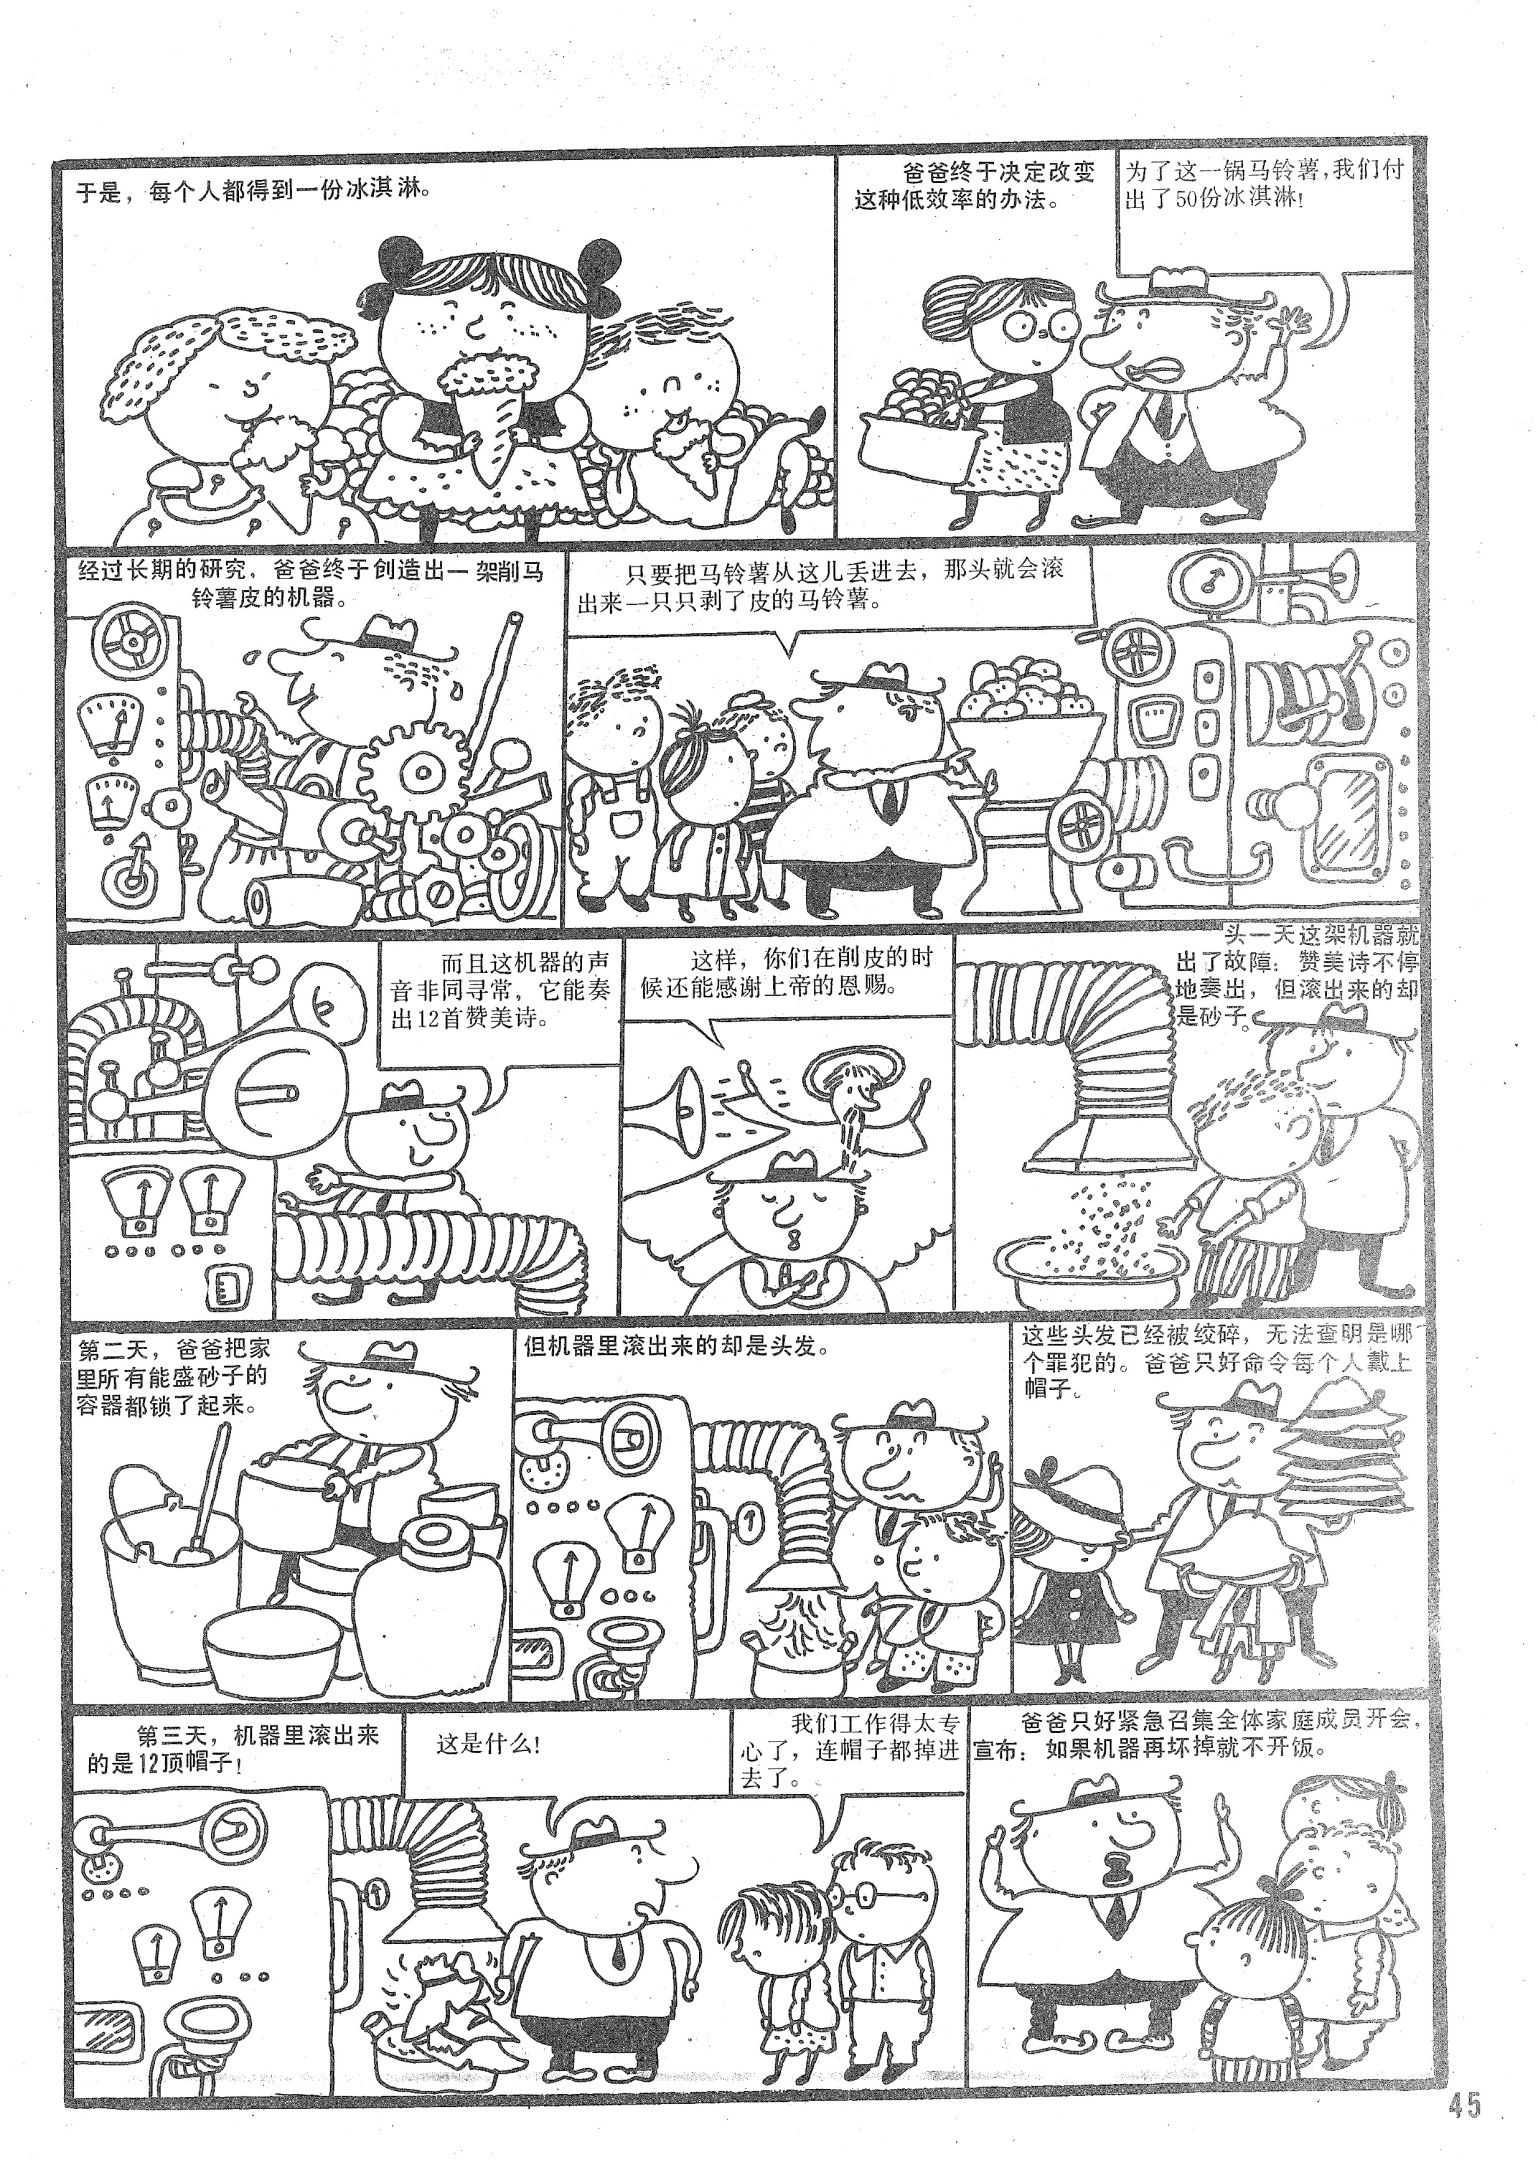 于是，每个人都得到一份冰淇淋。
爸爸终于决定改变
这种低效率的办法。
为了这一锅马铃薯，我们付
出了50份冰淇淋！
经过长期的研究，爸爸终于创造出一架削马
铃薯皮的机器。
只要把马铃薯从这儿丢进去，那头就会滚
出来一只只剥了皮的马铃薯。
而且这机器的声
音非同寻常，它能奏
出12首赞美诗。
这样，你们在削皮的时
候还能感谢上帝的恩赐。
头一天这架机器就
出了故障：赞美诗不停
地奏出，但滚出来的却
是砂子。
第二天，爸爸把家
里所有能盛砂子的
容器都锁了起来。
但机器里滚出来的却是头发。
这些头发已经被绞碎，无法查明是哪
个罪犯的。爸爸只好命令每个人戴上
帽子。
第三天，机器里滚出来
的是12顶帽子！
这是什么！
我们工作得太专
心了，连帽子都掉进
去了。
爸爸只好紧急召集全体家庭成员开会，
宣布：如果机器再坏掉就不开饭。
45